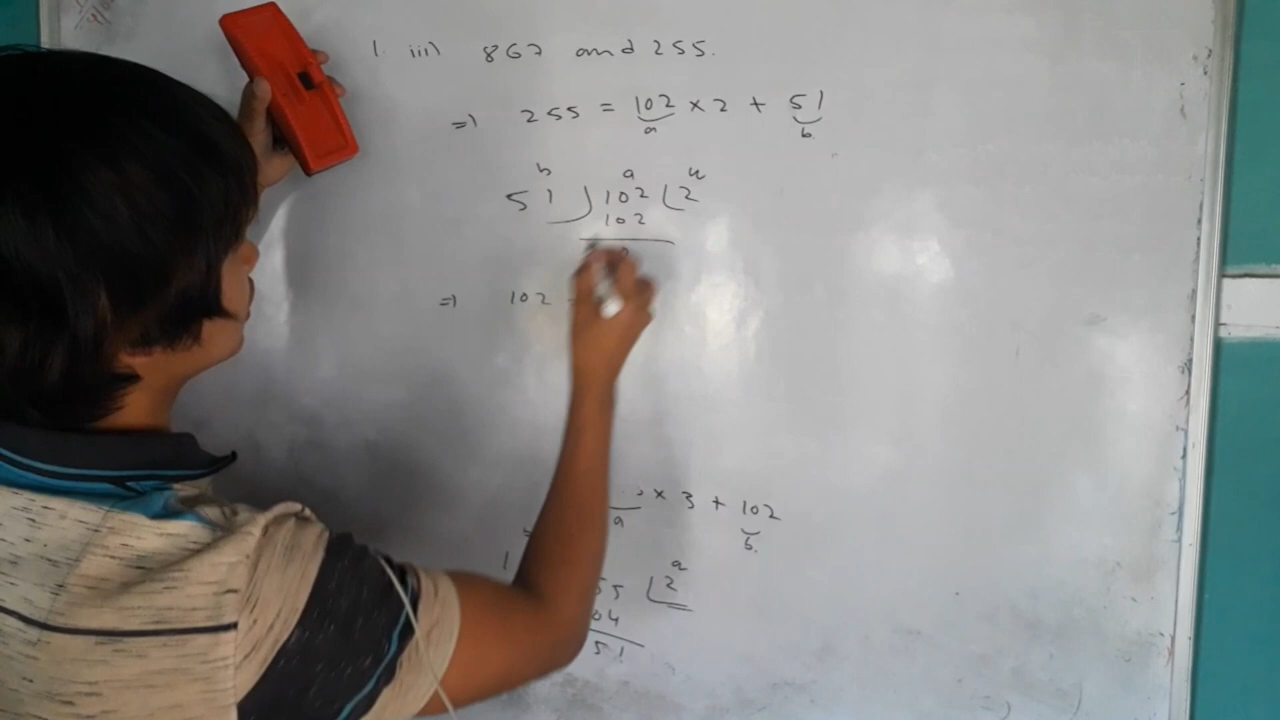 1. iii) 867 and 255.
=) 255 = 102 × 2 + 51
a b
b a
51 ) 102 ( 2
102
=) 102
× 3 + 102
a b.
a
55 ( 2
04
51